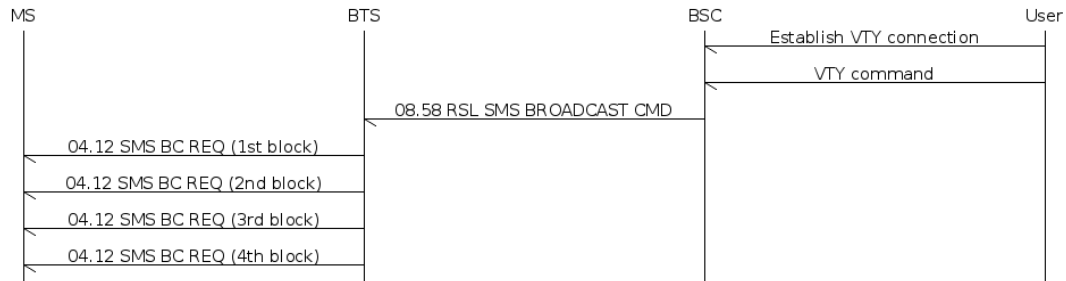 MS BTS BSC User
Establish VTY connection
VTY command
08.58 RSL SMS BROADCAST CMD
04.12 SMS BC REQ (1st block)
04.12 SMS BC REQ (2nd block)
04.12 SMS BC REQ (3rd block)
04.12 SMS BC REQ (4th block)